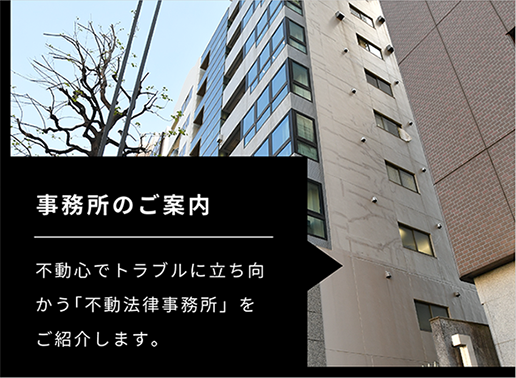 事務所のご案内
不動心でトラブルに立ち向
かう「不動法律事務所」を
ご紹介します。